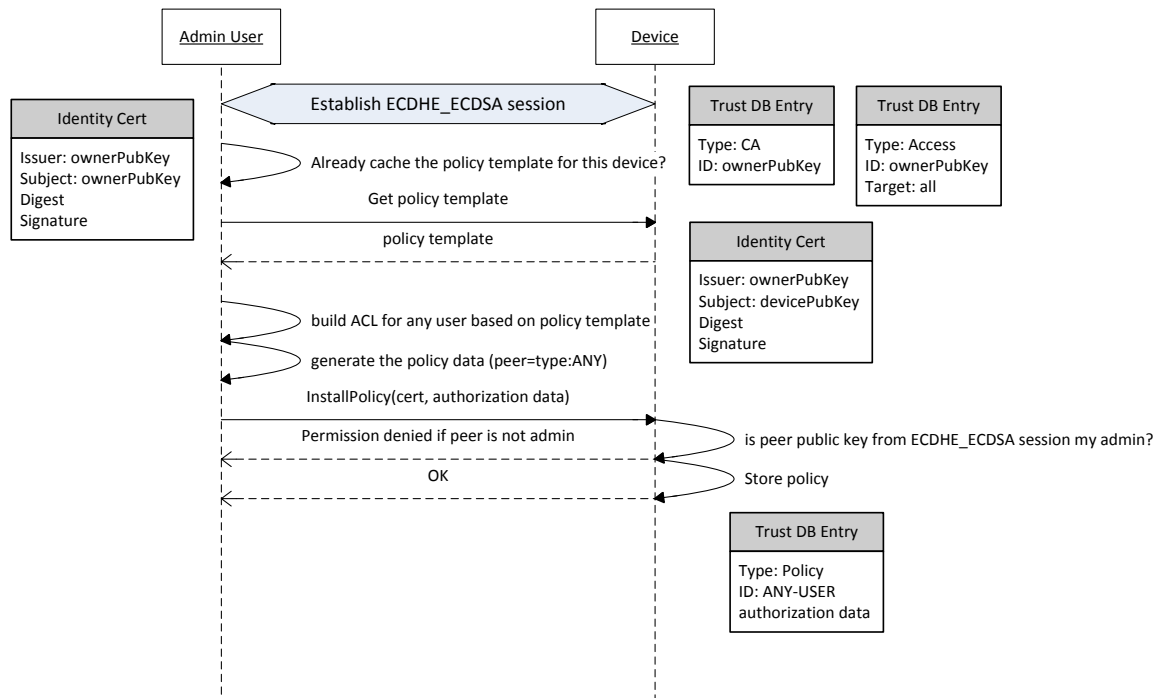 Admin User
Device
Establish ECDHE_ECDSA session
Identity Cert
Issuer: ownerPubKey
Subject: ownerPubKey
Digest
Signature
Trust DB Entry
Type: CA
ID: ownerPubKey
Trust DB Entry
Type: Access
ID: ownerPubKey
Target: all
Already cache the policy template for this device?
Get policy template
policy template
Identity Cert
Issuer: ownerPubKey
Subject: devicePubKey
Digest
Signature
build ACL for any user based on policy template
generate the policy data (peer=type:ANY)
InstallPolicy(cert, authorization data)
Permission denied if peer is not admin
is peer public key from ECDHE_ECDSA session my admin?
OK
Store policy
Trust DB Entry
Type: Policy
ID: ANY-USER
authorization data